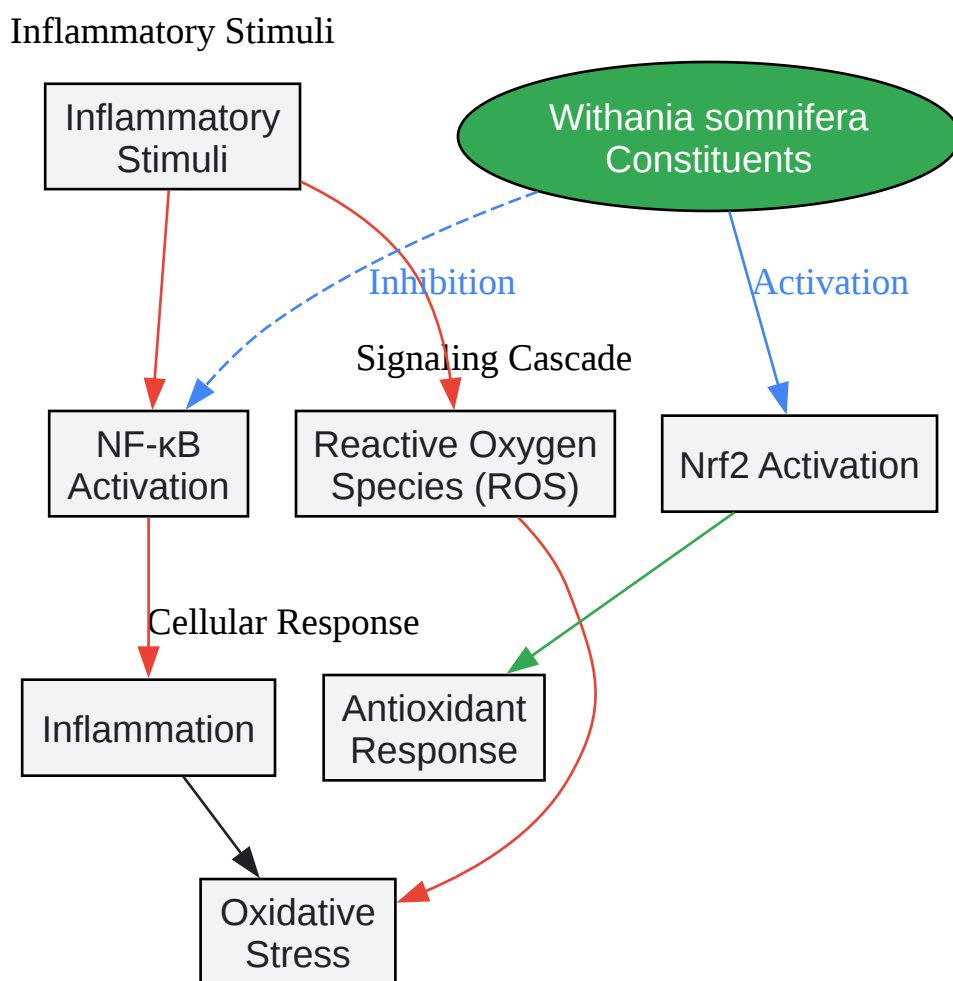 Inflammatory Stimuli
Inflammatory
Stimuli
Withania somnifera
Constituents
Inhibition
Activation
Signaling Cascade
NF-κB
Activation
Reactive Oxygen
Species (ROS)
Nrf2 Activation
Cellular Response
Inflammation
Antioxidant
Response
Oxidative
Stress